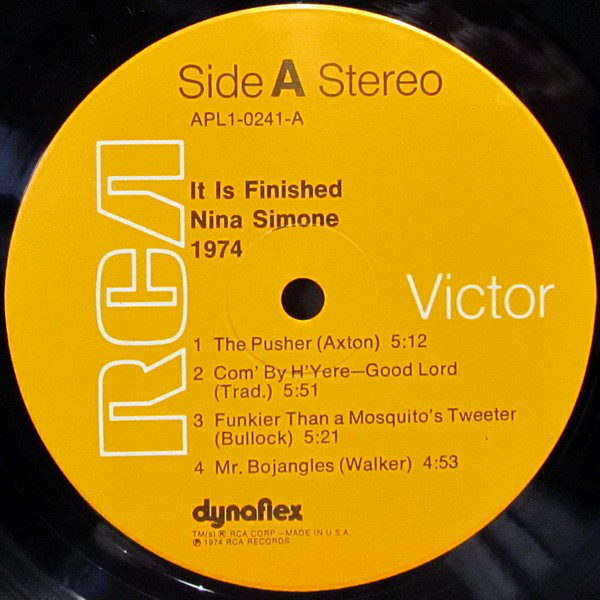 Side A Stereo
APL1-0241-A
It Is Finished
Nina Simone
1974
RCA
Victor
1 The Pusher (Axton) 5:12
2 Com' By H'Yere—Good Lord
(Trad.) 5:51
3 Funkier Than a Mosquito's Tweeter
(Bullock) 5:21
4 Mr. Bojangles (Walker) 4:53
dynaflex
TM(s) ® RCA CORP.—MADE IN U.S.A.
℗ 1974 RCA RECORDS